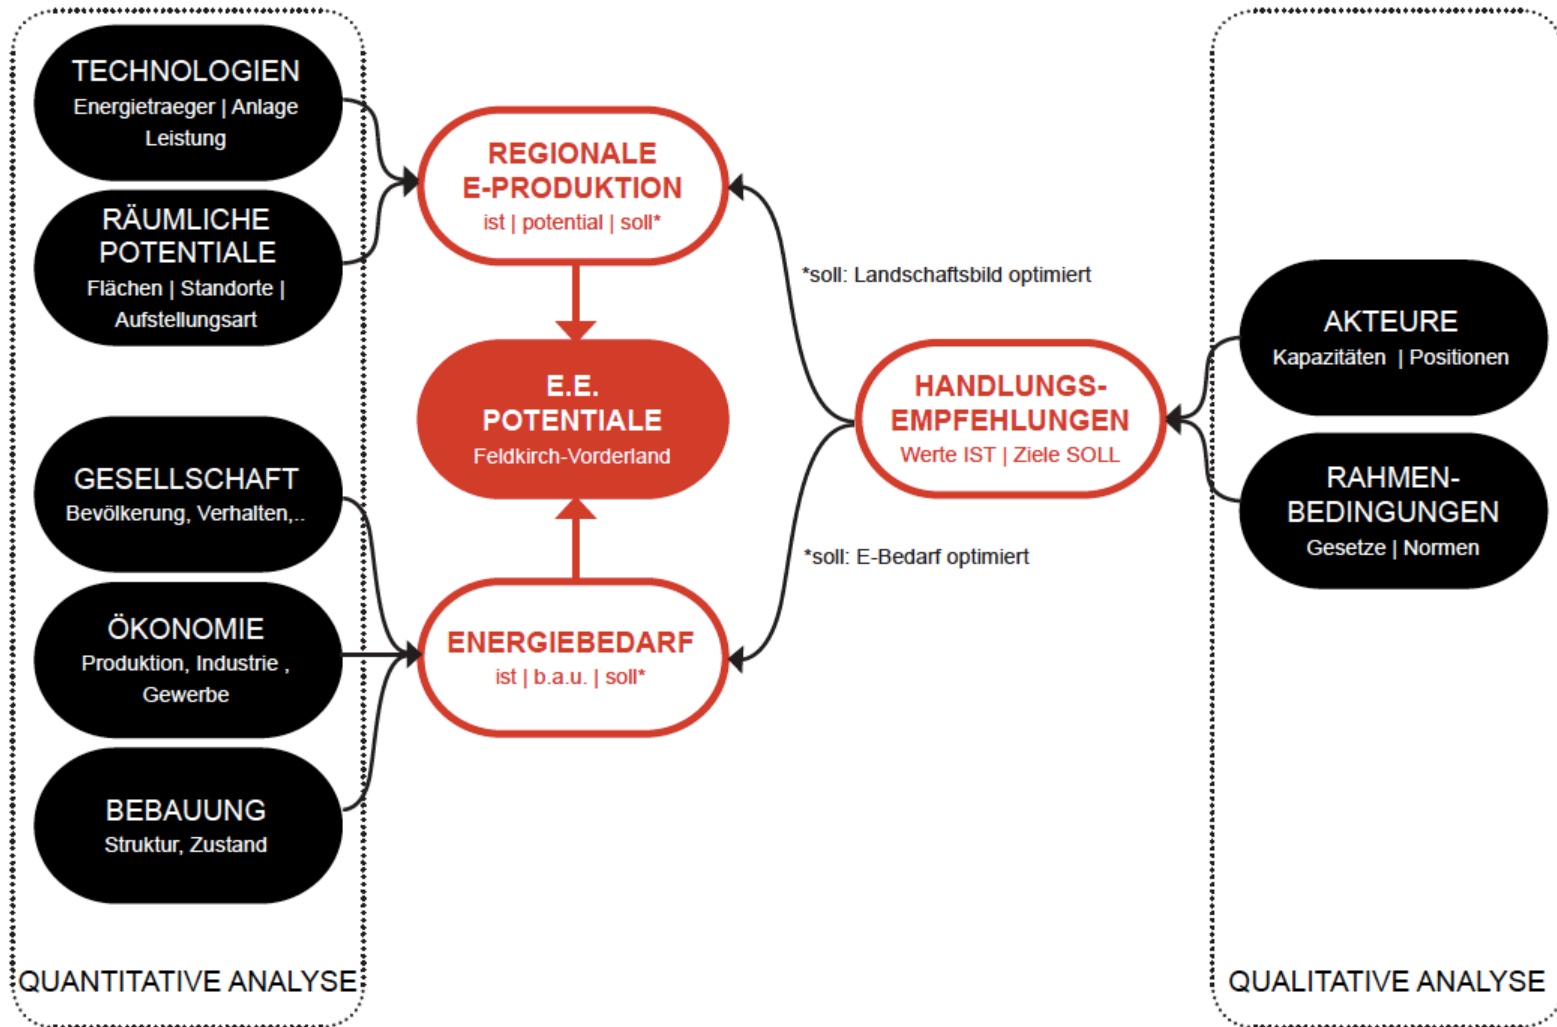 TECHNOLOGIEN
Energietraeger | Anlage
Leistung
RÄUMLICHE
POTENTIALE
Flächen | Standorte |
Aufstellungsart
GESELLSCHAFT
Bevölkerung, Verhalten,..
ÖKONOMIE
Produktion, Industrie ,
Gewerbe
BEBAUUNG
Struktur, Zustand
QUANTITATIVE ANALYSE
REGIONALE
E-PRODUKTION
ist | potential | soll*
E.E.
POTENTIALE
Feldkirch-Vorderland
ENERGIEBEDARF
ist | b.a.u. | soll*
*soll: Landschaftsbild optimiert
HANDLUNGS-
EMPFEHLUNGEN
Werte IST | Ziele SOLL
*soll: E-Bedarf optimiert
AKTEURE
Kapazitäten | Positionen
RAHMEN-
BEDINGUNGEN
Gesetze | Normen
QUALITATIVE ANALYSE